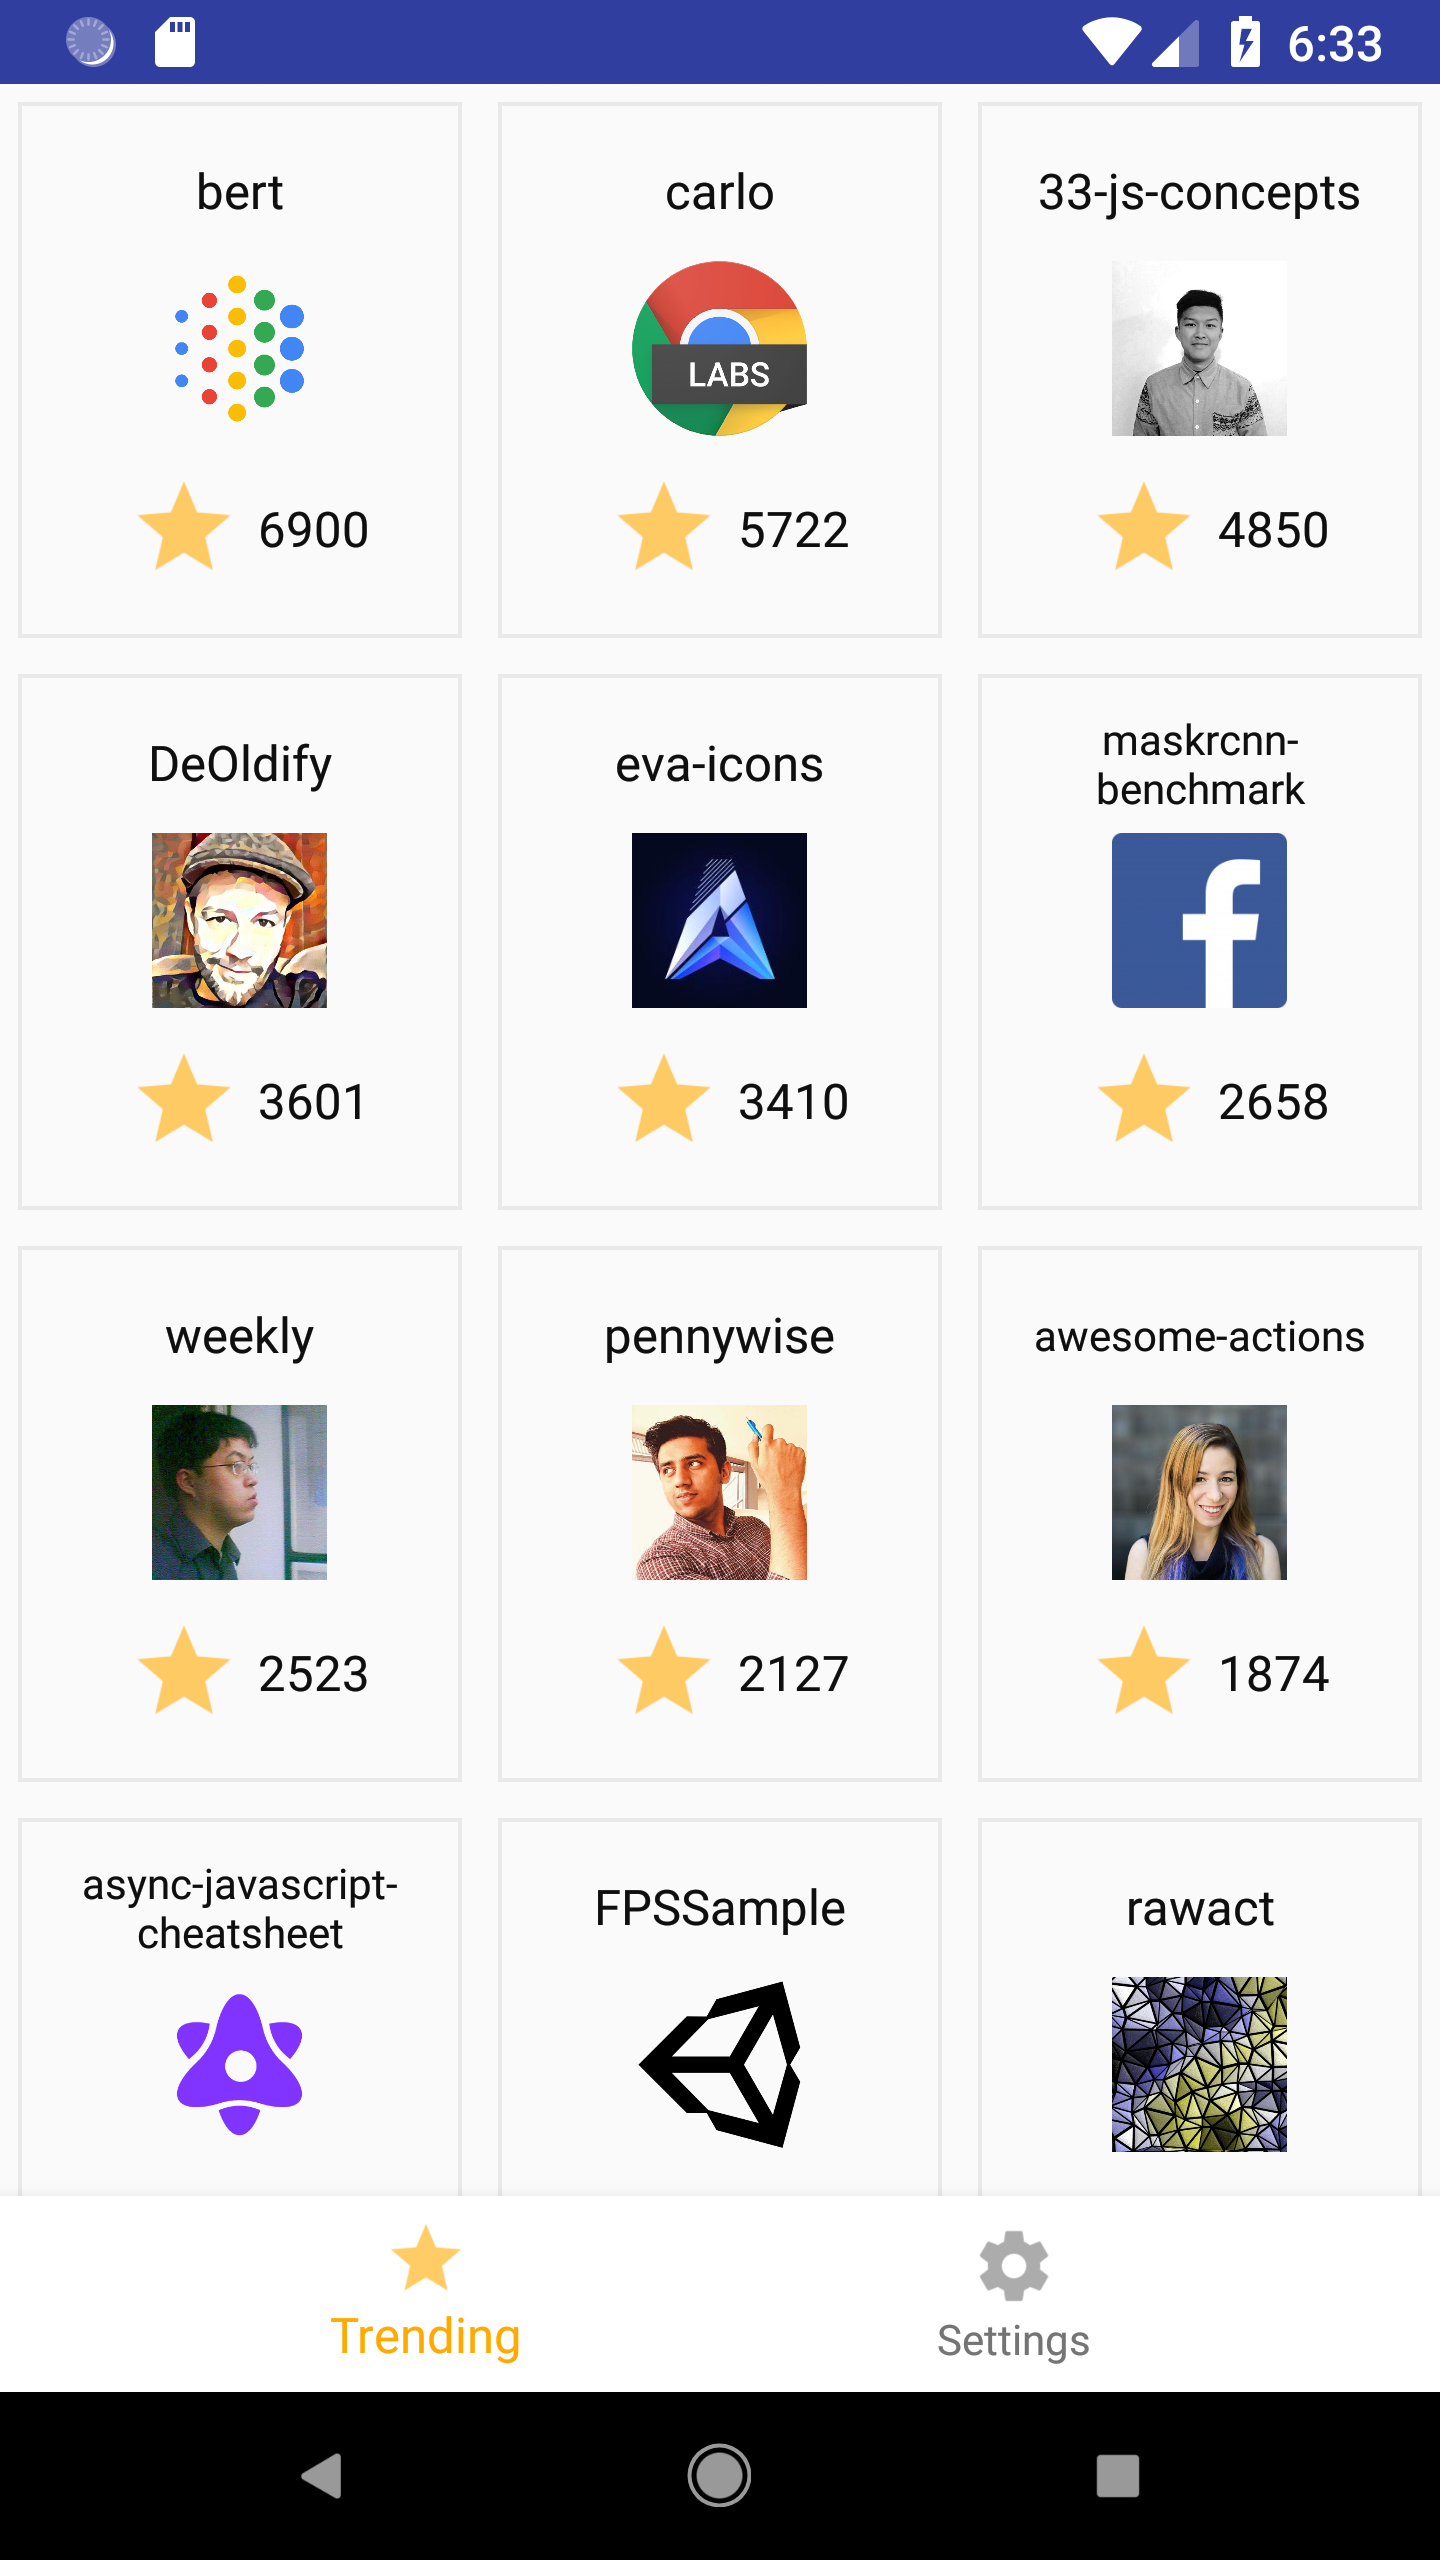 6:33
bert
carlo
33-js-concepts
LABS
6900
5722
4850
DeOldify
eva-icons
maskrcnn-
benchmark
3601
3410
2658
weekly
pennywise
awesome-actions
2523
2127
1874
async-javascript-
cheatsheet
FPSSample
rawact
Trending
Settings